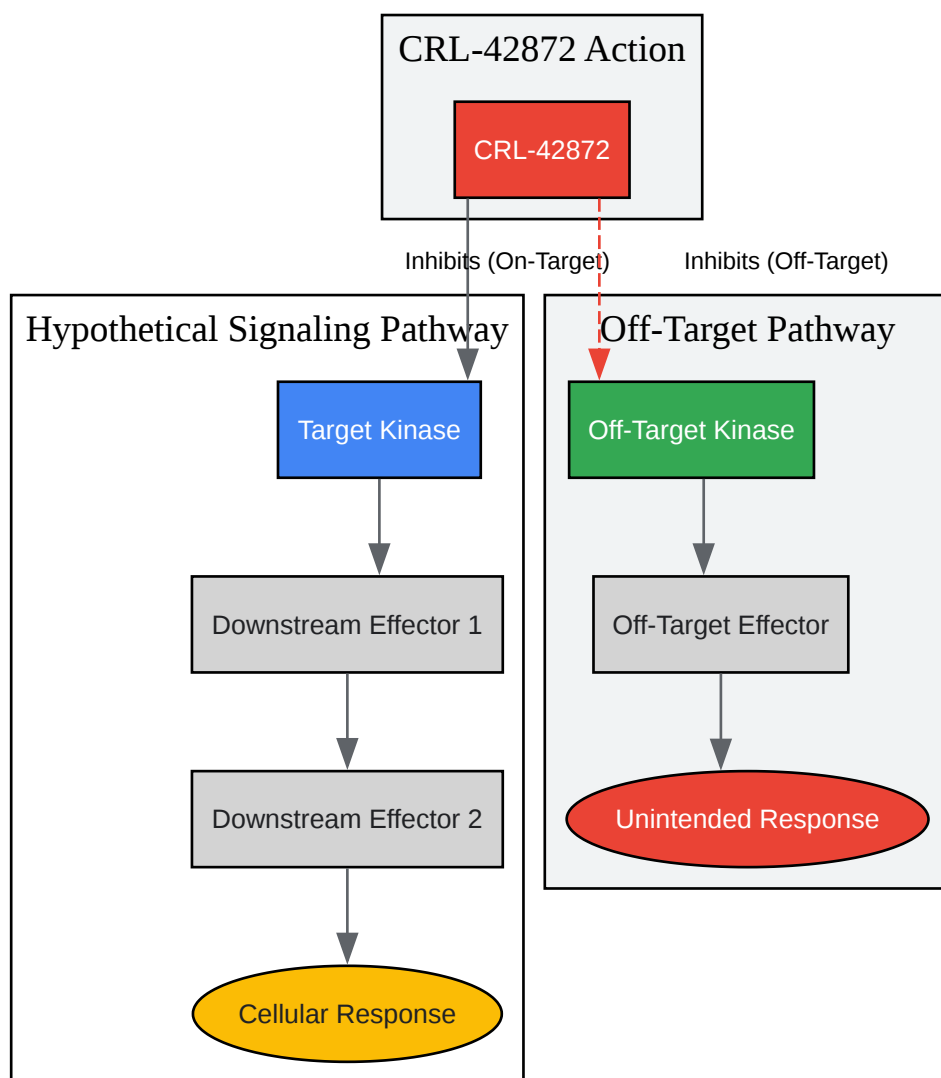 CRL-42872 Action
CRL-42872
Inhibits (On-Target)
Inhibits (Off-Target)
Hypothetical Signaling Pathway
Target Kinase
Downstream Effector 1
Downstream Effector 2
Cellular Response
Off-Target Pathway
Off-Target Kinase
Off-Target Effector
Unintended Response